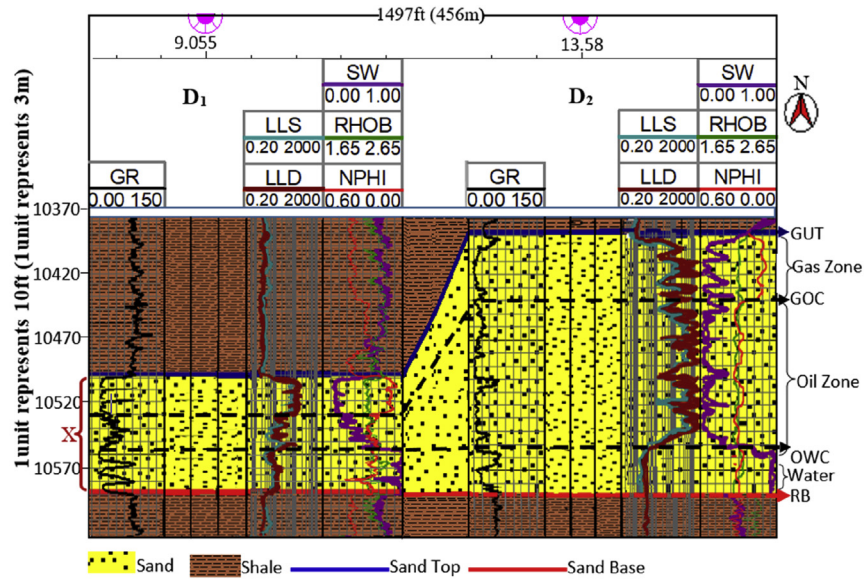 1497ft (456m)
9.055
13.58
N
D₁
D₂
SW
0.00 1.00
LLS
0.20 2000
RHOB
1.65 2.65
GR
0.00 150
LLD
0.20 2000
NPHI
0.60 0.00
SW
0.00 1.00
LLS
0.20 2000
RHOB
1.65 2.65
GR
0.00 150
LLD
0.20 2000
NPHI
0.60 0.00
1unit represents 10ft (1unit represents 3m)
10370
10420
10470
10520
10570
X
GUT
Gas Zone
GOC
Oil Zone
OWC
Water
RB
Sand
Shale
Sand Top
Sand Base